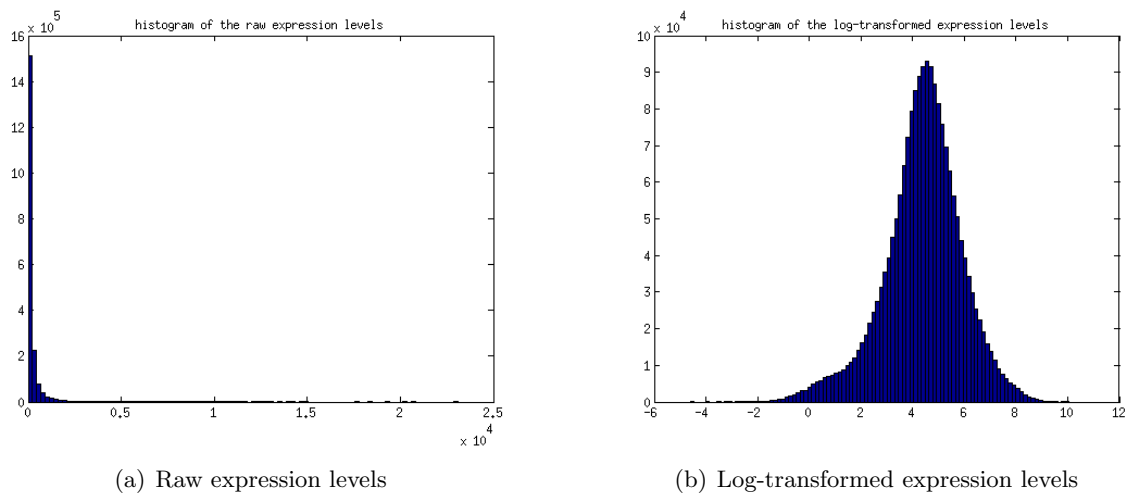 histogram of the raw expression levels
x 10^5
16
14
12
10
8
6
4
2
0
0 0.5 1 1.5 2 2.5
x 10^4
(a) Raw expression levels
histogram of the log-transformed expression levels
x 10^4
10
9
8
7
6
5
4
3
2
1
0
-6 -4 -2 0 2 4 6 8 10 12
(b) Log-transformed expression levels